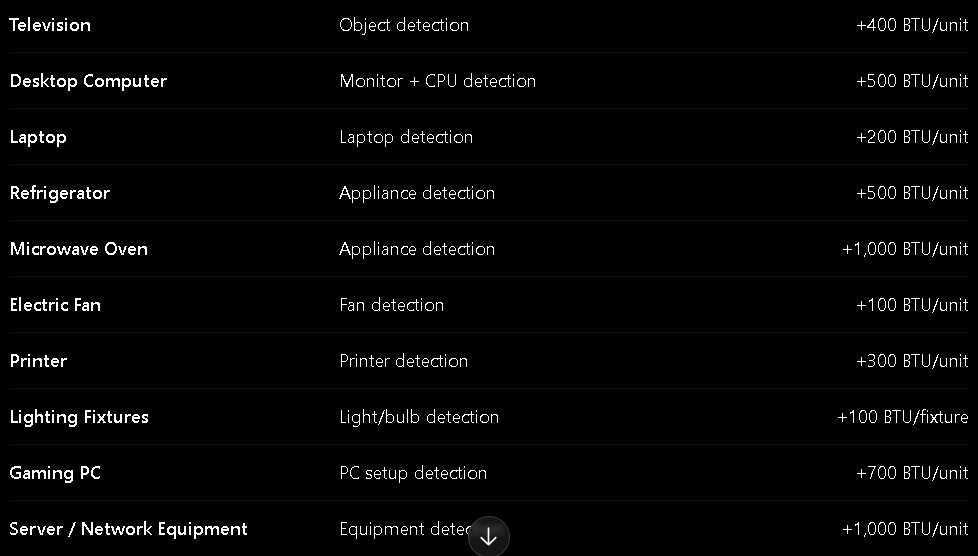 Television Object detection +400 BTU/unit
Desktop Computer Monitor + CPU detection +500 BTU/unit
Laptop Laptop detection +200 BTU/unit
Refrigerator Appliance detection +500 BTU/unit
Microwave Oven Appliance detection +1,000 BTU/unit
Electric Fan Fan detection +100 BTU/unit
Printer Printer detection +300 BTU/unit
Lighting Fixtures Light/bulb detection +100 BTU/fixture
Gaming PC PC setup detection +700 BTU/unit
Server / Network Equipment Equipment +1,000 BTU/unit